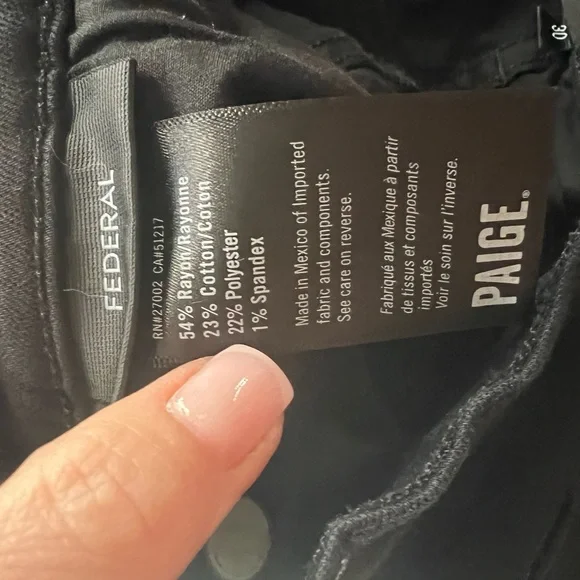 30
FEDERAL
RN#27002 CA#51217
54% Rayon/Rayonne
23% Cotton/Coton
22% Polyester
1% Spandex
Made in Mexico of Imported
fabric and components.
See care on reverse.
Fabriqué aux Mexique à partir
de tissus et composants
importés
Voir le soin sur l'inverse.
PAIGE®